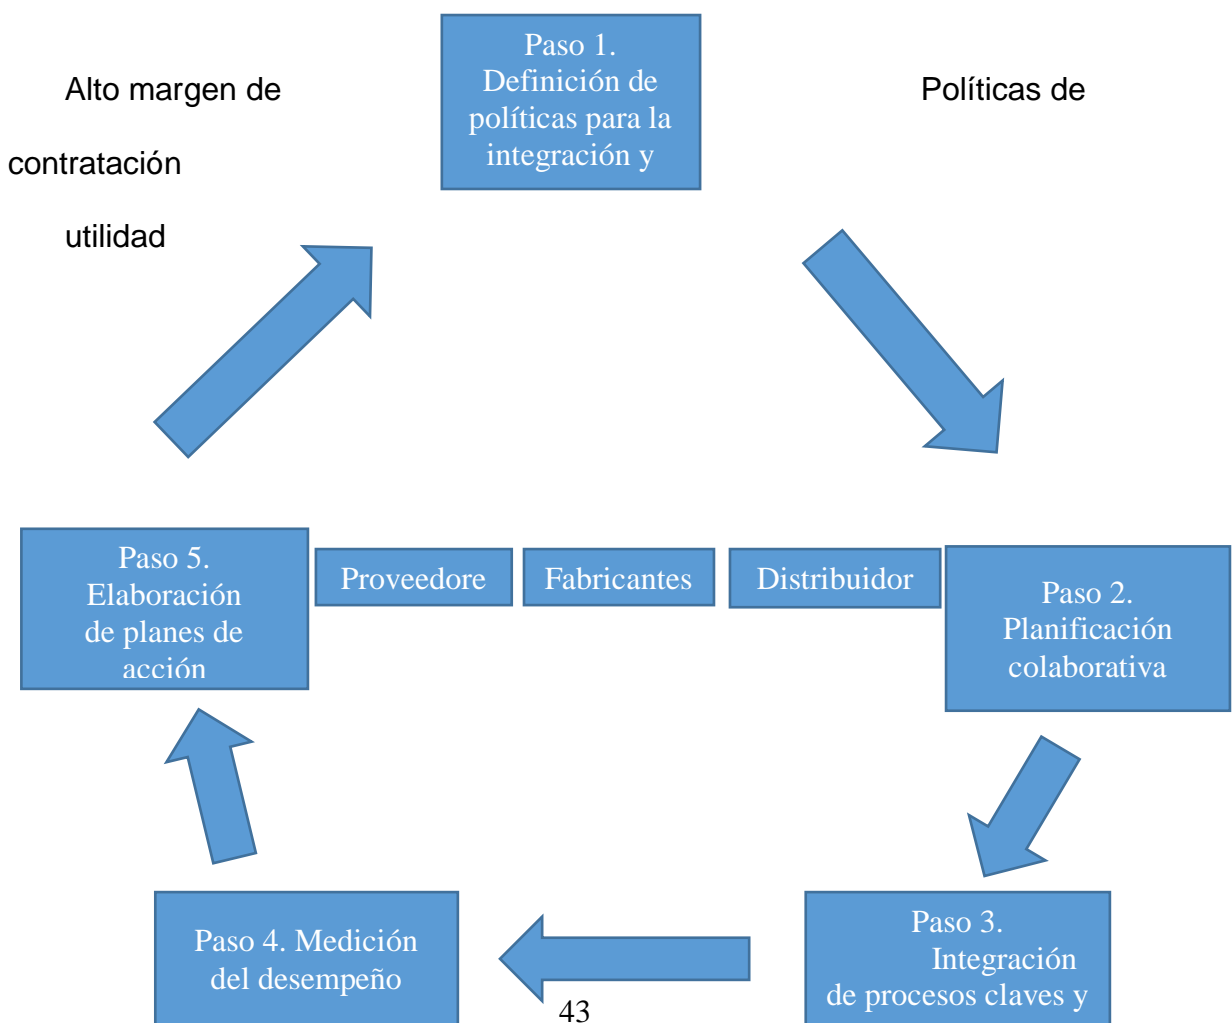 Paso 1.
Definición de
políticas para la
integración y
Alto margen de
Políticas de
contratación
utilidad
Paso 5.
Elaboración
de planes de
acción
Proveedore
Fabricantes
Distribuidor
Paso 2.
Planificación
colaborativa
Paso 4. Medición
del desempeño
Paso 3.
Integración
de procesos claves y
43